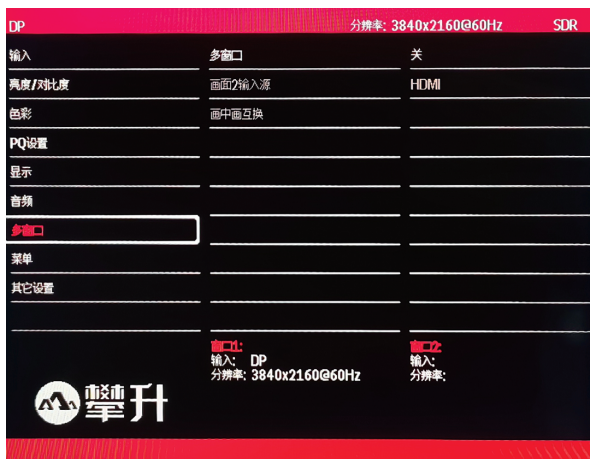 DP 分辨率: 3840x2160@60Hz SDR
输入 多窗口 关
亮度/对比度 画面2输入源 HDMI
色彩 画中画互换
PQ设置
显示
音频
多窗口
菜单
其它设置
窗口1: 窗口2:
输入: DP 输入:
分辨率: 3840x2160@60Hz 分辨率:
攀升